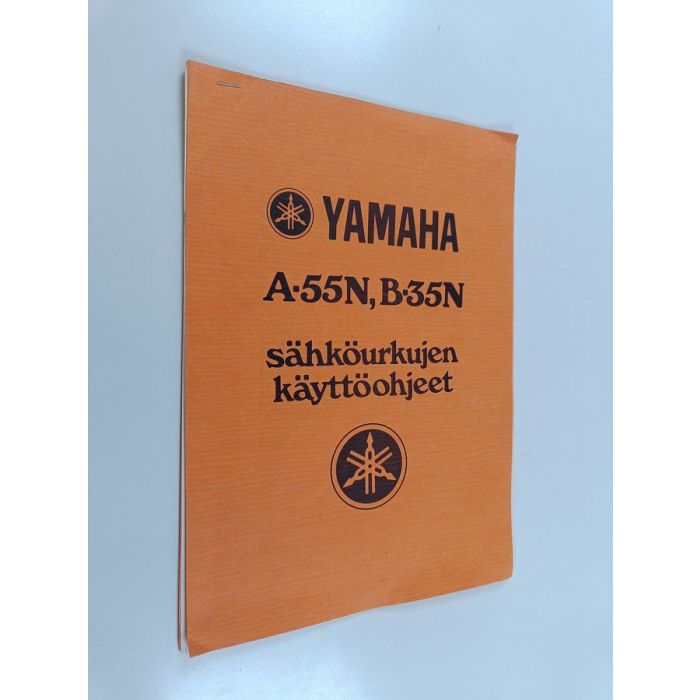 YAMAHA
A·55N, B·35N
sähköurkujen
käyttöohjeet